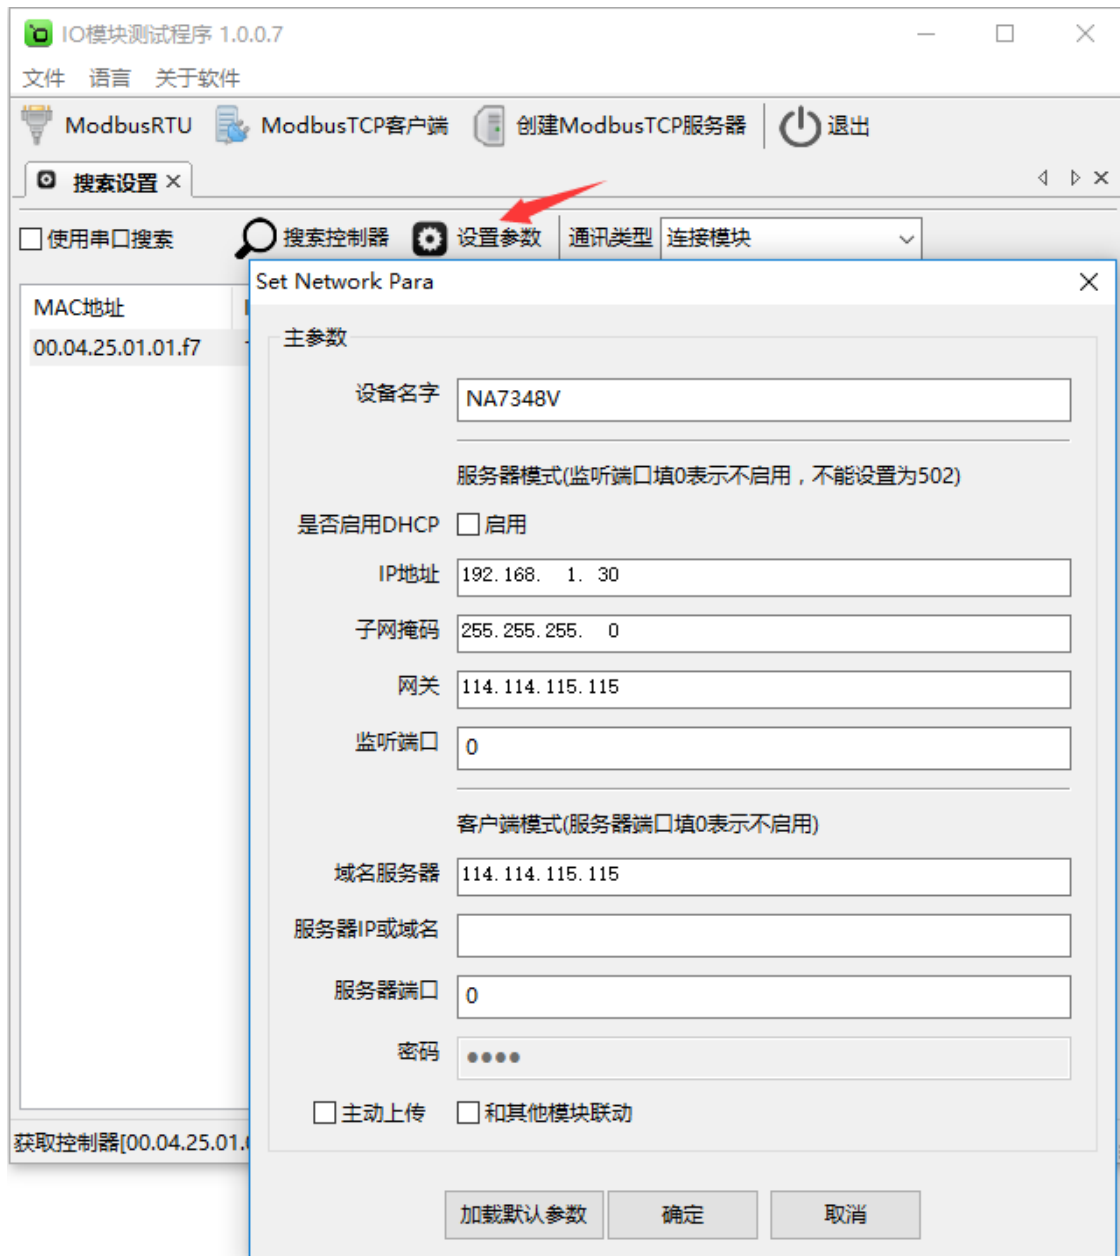 IO模块测试程序 1.0.0.7
文件 语言 关于软件
ModbusRTU ModbusTCP客户端 创建ModbusTCP服务器 退出
搜索设置
使用串口搜索 搜索控制器 设置参数 通讯类型 连接模块
Set Network Para
MAC地址
00.04.25.01.01.f7
主参数
设备名字 NA7348V
服务器模式(监听端口填0表示不启用，不能设置为502)
是否启用DHCP 启用
IP地址 192.168. 1. 30
子网掩码 255.255.255. 0
网关 114.114.115.115
监听端口 0
客户端模式(服务器端口填0表示不启用)
域名服务器 114.114.115.115
服务器IP或域名
服务器端口 0
密码 ●●●●
主动上传 和其他模块联动
获取控制器[00.04.25.01.
加载默认参数 确定 取消